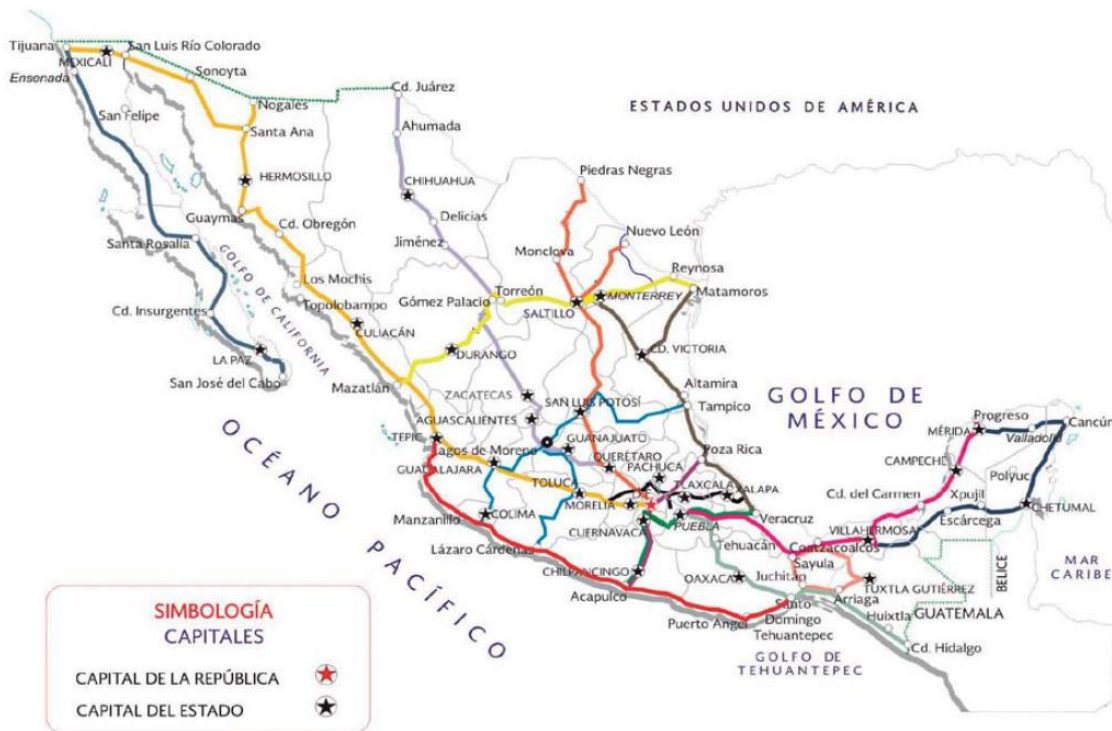 Tijuana
San Luis Río Colorado
MEXICALI
Ensenada
Sonoyta
San Felipe
Nogales
Santa Ana
Cd. Juárez
ESTADOS UNIDOS DE AMÉRICA
Ahumada
HERMOSILLO
CHIHUAHUA
Piedras Negras
Guaymas
Cd. Obregón
Delicias
Santa Rosalía
Jiménez
Monclova
Nuevo León
GOLFO DE CALIFORNIA
Los Mochis
Topolobampo
Reynosa
Gómez Palacio
Torreón
SALTILLO
MONTERREY
Matamoros
Cd. Insurgentes
CULIACÁN
LA PAZ
DURANGO
CD. VICTORIA
San José del Cabo
Mazatlán
ZACATECAS
SAN LUIS POTOSÍ
Altamira
Tampico
GOLFO DE
MÉXICO
AGUASCALIENTES
TEPIC
Lagos de Moreno
GUANAJUATO
QUERÉTARO
Poza Rica
Progreso
MÉRIDA
Valladolid
Cancún
OCÉANO
PACÍFICO
GUADALAJARA
TOLUCA
PACHUCA
TLAXCALA
XALAPA
CAMPECHE
Polyuc
Manzanillo
COLIMA
MORELIA
CUERNAVACA
PUEBLA
Veracruz
Cd. del Carmen
Xpujil
CHETUMAL
VILLAHERMOSA
Escárcega
Lázaro Cárdenas
Tehuacán
Coatzacoalcos
Sayula
CHILPANCINGO
OAXACA
Juchitán
TUXTLA GUTIÉRREZ
BELICE
MAR
CARIBE
Acapulco
Arriaga
GUATEMALA
Puerto Angel
Santo
Domingo
Tehuantepec
Huixtla
Cd. Hidalgo
GOLFO DE
TEHUANTEPEC
SIMBOLOGÍA
CAPITALES
CAPITAL DE LA REPÚBLICA
CAPITAL DEL ESTADO